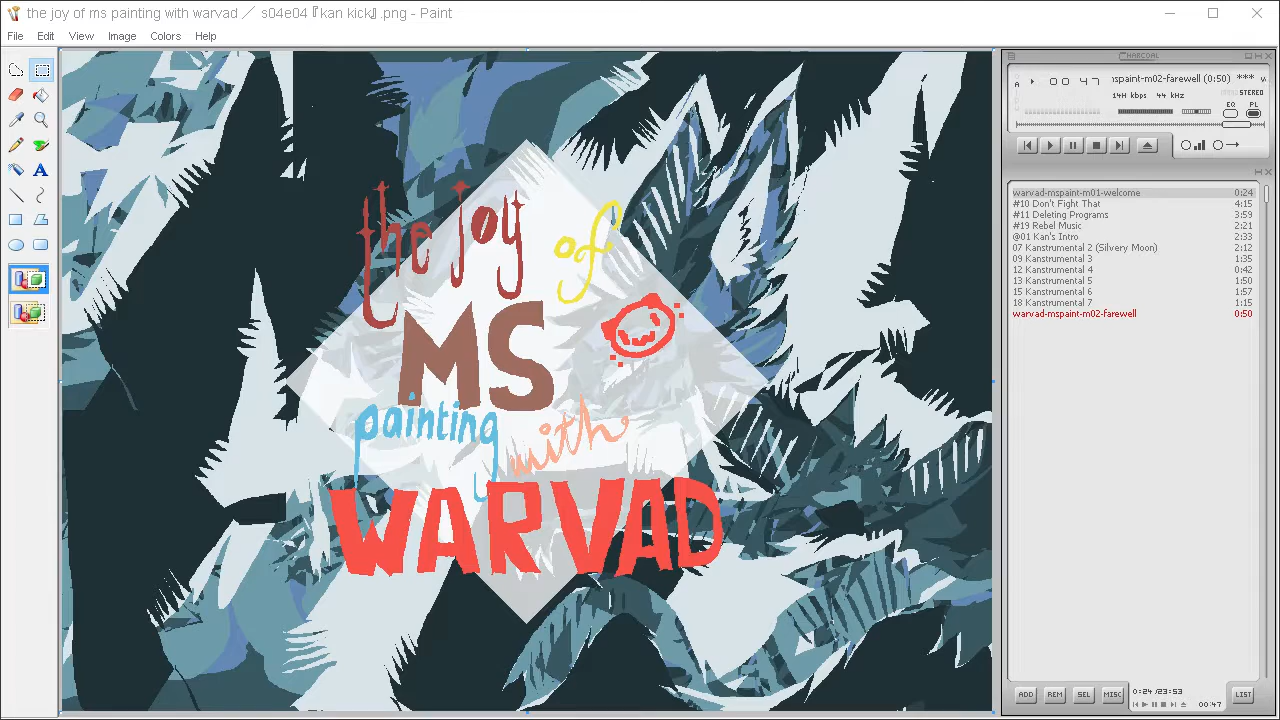 the joy of ms painting with warvad ／ s04e04『kan kick』.png - Paint
File Edit View Image Colors Help
the joy of
MS
painting with
WARVAD
CHARCOAL
00 47
ıspaint-m02-farewell (0:50) *** w
14H kbps 44 kHz
STEREO
EQ PL
warvad-mspaint-m01-welcome 0:24
#10 Don't Fight That 4:15
#11 Deleting Programs 3:59
#19 Rebel Music 2:21
@01 Kan's Intro 2:33
07 Kanstrumental 2 (Silvery Moon) 2:12
09 Kanstrumental 3 1:35
12 Kanstrumental 4 0:42
13 Kanstrumental 5 1:50
15 Kanstrumental 6 1:57
18 Kanstrumental 7 1:15
warvad-mspaint-m02-farewell 0:50
ADD REM SEL MISC 0:24/23:53 LIST
00:47